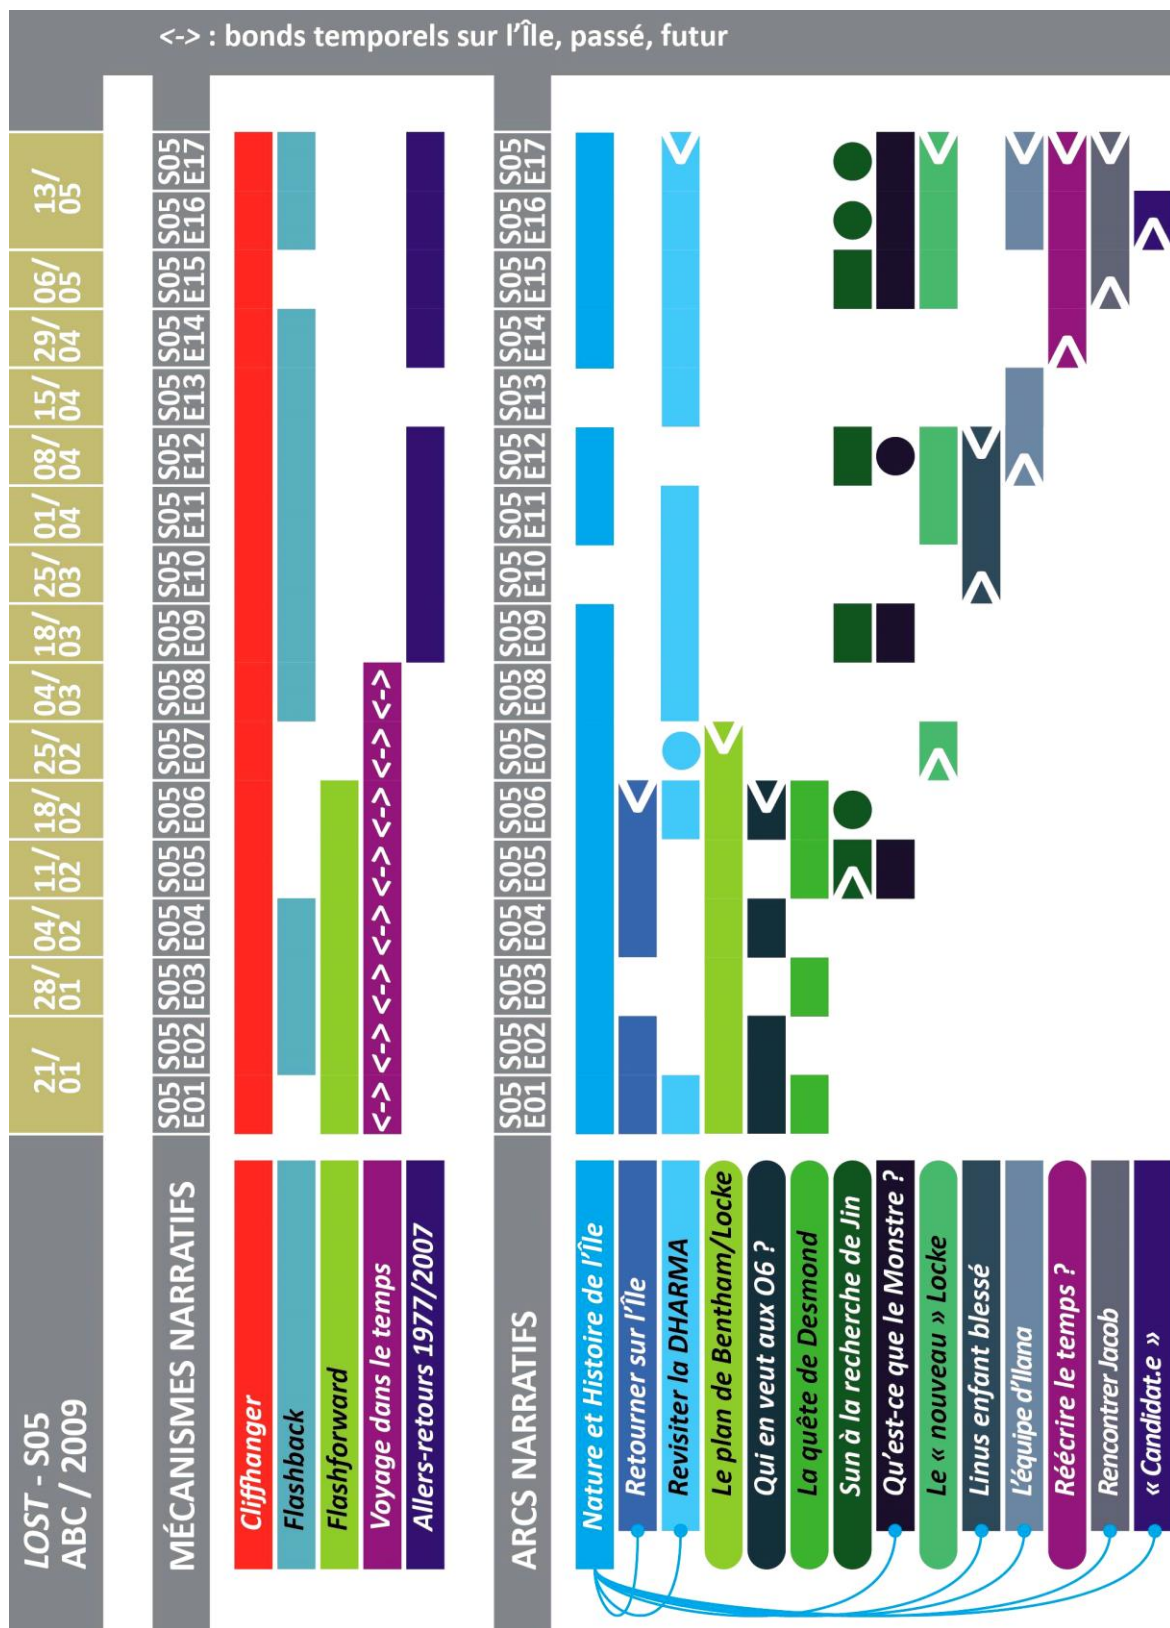 <-> : bonds temporels sur l'Île, passé, futur
LOST - S05
ABC / 2009
21/
01
28/
01
04/
02
11/
02
18/
02
25/
02
04/
03
18/
03
25/
03
01/
04
08/
04
15/
04
29/
04
06/
05
13/
05
MÉCANISMES NARRATIFS
S05
E01
S05
E02
S05
E03
S05
E04
S05
E05
S05
E06
S05
E07
S05
E08
S05
E09
S05
E10
S05
E11
S05
E12
S05
E13
S05
E14
S05
E15
S05
E16
S05
E17
Cliffhanger
Flashback
Flashforward
Voyage dans le temps <-> <-> <-> <-> <-> <-> <-> <->
Allers-retours 1977/2007
ARCS NARRATIFS
S05
E01
S05
E02
S05
E03
S05
E04
S05
E05
S05
E06
S05
E07
S05
E08
S05
E09
S05
E10
S05
E11
S05
E12
S05
E13
S05
E14
S05
E15
S05
E16
S05
E17
Nature et Histoire de l'Île
Retourner sur l'Île
Revisiter la DHARMA
Le plan de Bentham/Locke
Qui en veut aux O6 ?
La quête de Desmond
Sun à la recherche de Jin
Qu'est-ce que le Monstre ?
Le « nouveau » Locke
Linus enfant blessé
L'équipe d'Ilana
Réécrire le temps ?
Rencontrer Jacob
« Candidat.e »